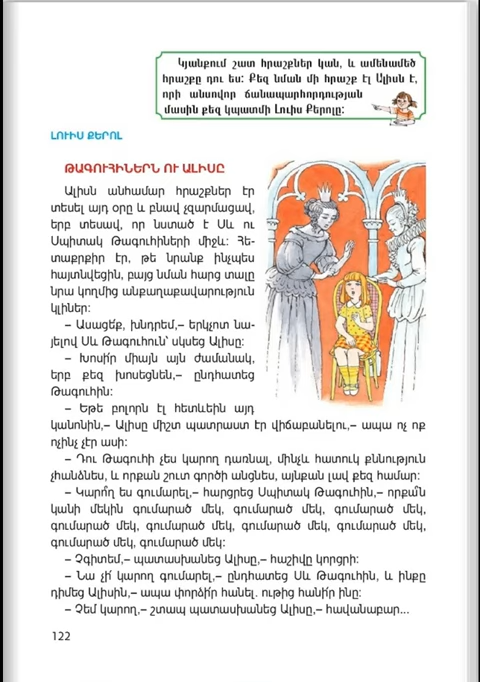 Կյանքում շատ հրաշքներ կան, և ամենամեծ
հրաշքը դու ես: Քեզ նման մի հրաշք էլ Ալիսն է,
որի անսովոր ճանապարհորդության
մասին քեզ կպատմի Լուիս Քերոլը:
ԼՈՒԻՍ ՔԵՐՈԼ
ԹԱԳՈՒՀԻՆԵՐՆ ՈՒ ԱԼԻՍԸ
Ալիսն անհամար հրաշքներ էր
տեսել այդ օրը և բնավ չզարմացավ,
երբ տեսավ, որ նստած է Սև ու
Սպիտակ Թագուհիների միջև: Հե-
տաքրքիր էր, թե նրանք ինչպես
հայտնվեցին, բայց նման հարց տալը
նրա կողմից անքաղաքավարություն
կլիներ:
– Ասացե՛ք, խնդրեմ,– երկչոտ նա-
յելով Սև Թագուհուն՝ սկսեց Ալիսը:
– Խոսի՛ր միայն այն ժամանակ,
երբ քեզ խոսեցնեն,– ընդհատեց
Թագուհին:
– Եթե բոլորն էլ հետևեին այդ
կանոնին,– Ալիսը միշտ պատրաստ էր վիճաբանելու,– ապա ոչ ոք
ոչինչ չէր ասի:
– Դու Թագուհի չես կարող դառնալ, մինչև հատուկ քննություն
չհանձնես, և որքան շուտ գործի անցնես, այնքան լավ քեզ համար:
– Կարո՞ղ ես գումարել,– հարցրեց Սպիտակ Թագուհին,– որքա՞ն
կանի մեկին գումարած մեկ, գումարած մեկ, գումարած մեկ,
գումարած մեկ, գումարած մեկ, գումարած մեկ, գումարած մեկ,
գումարած մեկ, գումարած մեկ:
– Չգիտեմ,– պատասխանեց Ալիսը,– հաշիվը կորցրի:
– Նա չի՛ կարող գումարել,– ընդհատեց Սև Թագուհին, և ինքը
դիմեց Ալիսին,– ապա փորձի՛ր հանել. ութից հանի՛ր ինը:
– Չեմ կարող,– շտապ պատասխանեց Ալիսը,– հավանաբար...
122